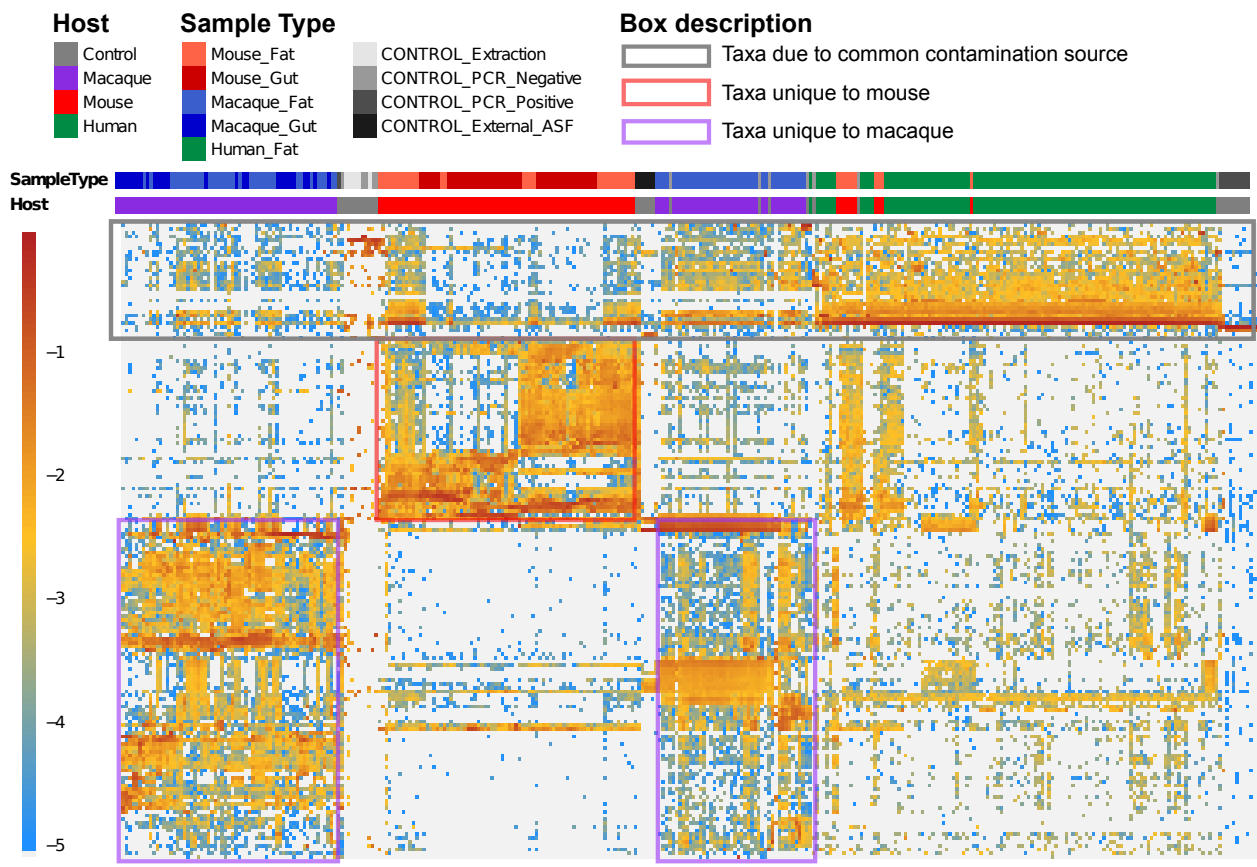 Host
Control
Macaque
Mouse
Human
Sample Type
Mouse_Fat
Mouse_Gut
Macaque_Fat
Macaque_Gut
Human_Fat
CONTROL_Extraction
CONTROL_PCR_Negative
CONTROL_PCR_Positive
CONTROL_External_ASF
Box description
Taxa due to common contamination source
Taxa unique to mouse
Taxa unique to macaque
SampleType
Host
−1
−2
−3
−4
−5